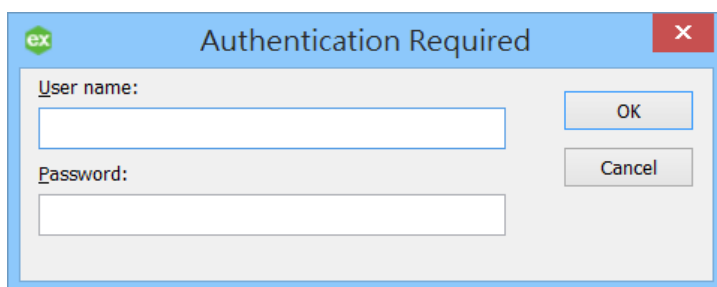 ex
Authentication Required
User name:
OK
Password:
Cancel